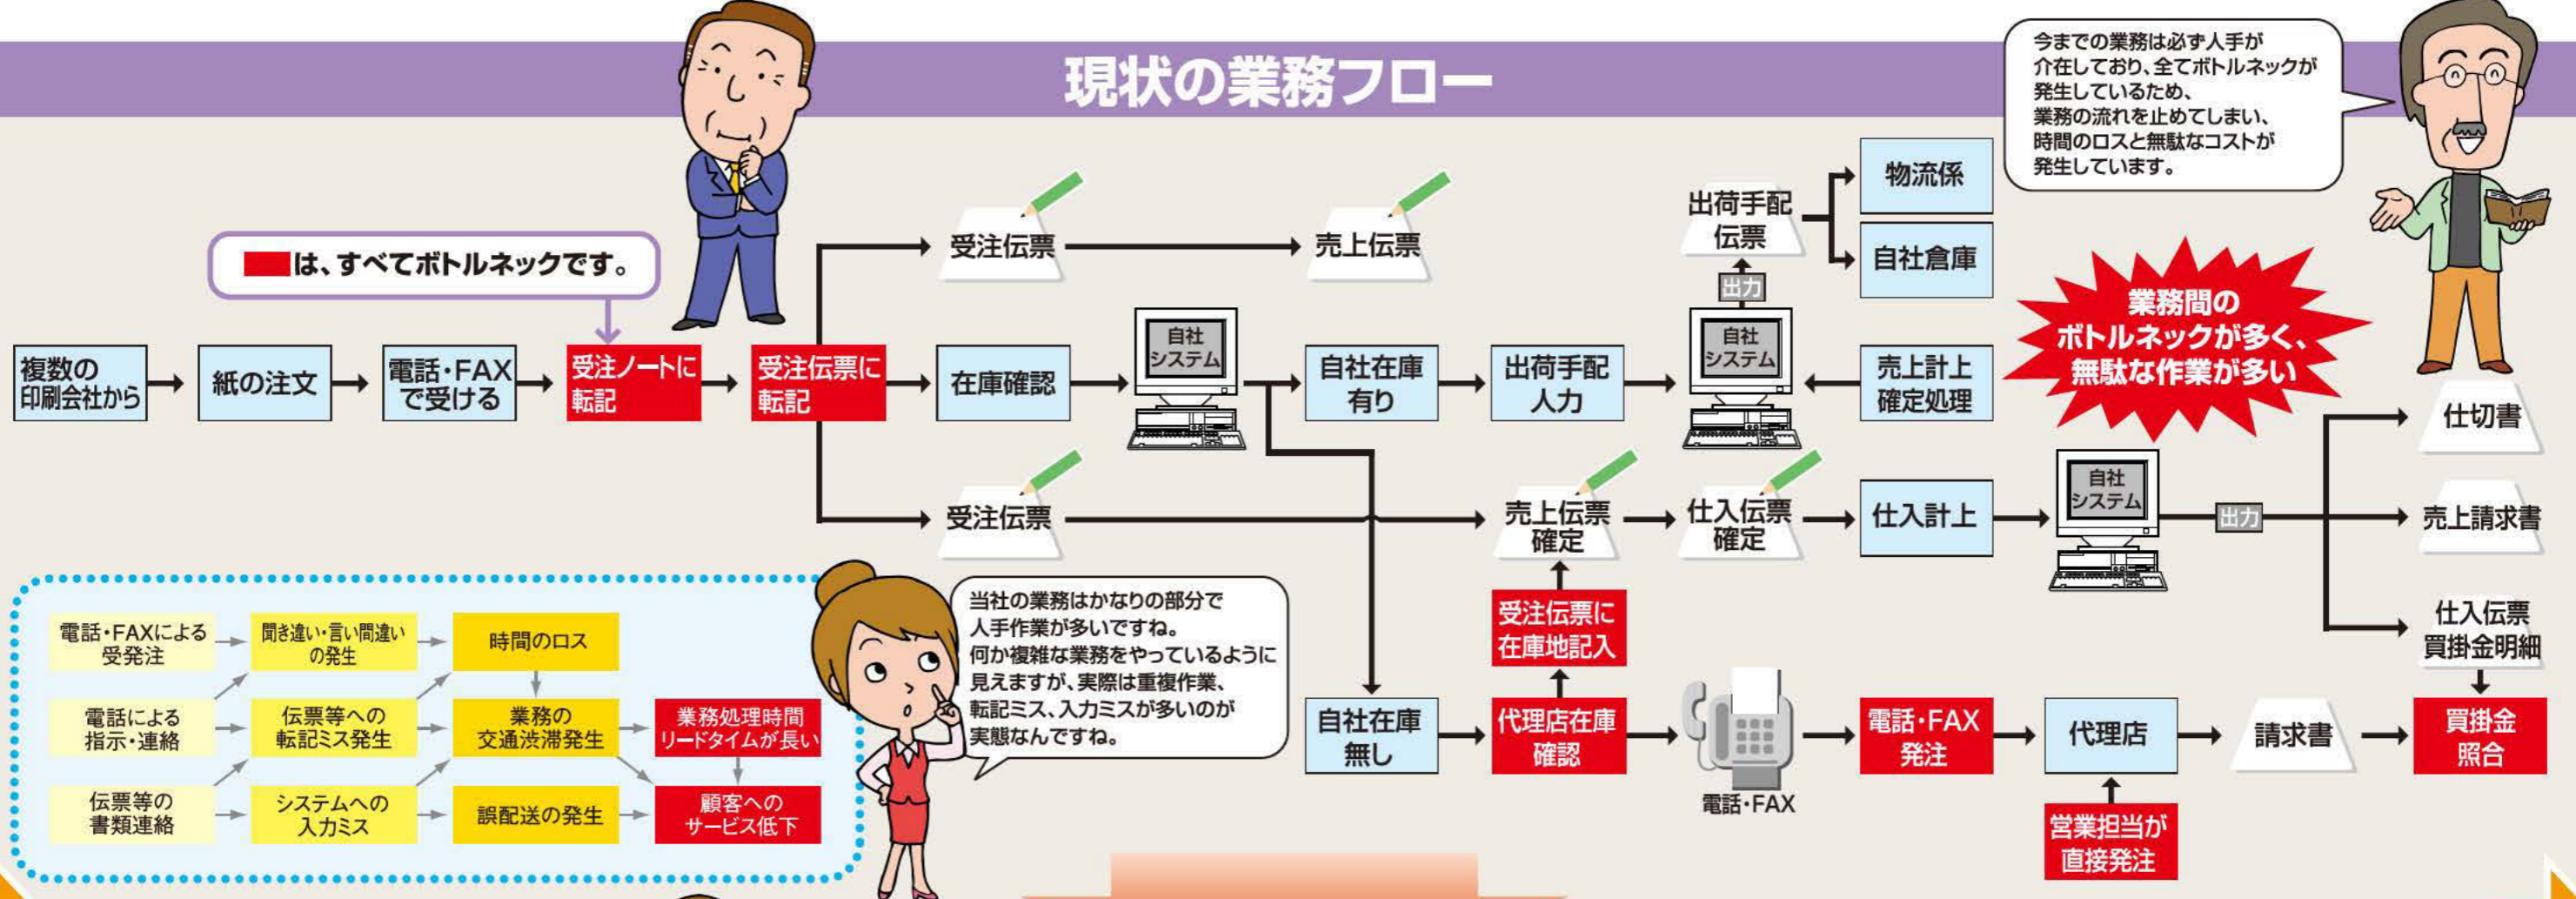 現状の業務フロー
今までの業務は必ず人手が
介在しており、全てボトルネックが
発生しているため、
業務の流れを止めてしまい、
時間のロスと無駄なコストが
発生しています。
■は、すべてボトルネックです。
複数の
印刷会社から
紙の注文
電話・FAX
で受ける
受注ノートに
転記
受注伝票に
転記
受注伝票
売上伝票
在庫確認
自社
システム
自社在庫
有り
出荷手配
入力
自社
システム
出力
出荷手配
伝票
物流係
自社倉庫
売上計上
確定処理
業務間の
ボトルネックが多く、
無駄な作業が多い
受注伝票
売上伝票
確定
仕入伝票
確定
仕入計上
自社
システム
出力
仕切書
売上請求書
仕入伝票
買掛金明細
受注伝票に
在庫地記入
自社在庫
無し
代理店在庫
確認
電話・FAX
電話・FAX
発注
代理店
請求書
買掛金
照合
営業担当が
直接発注
当社の業務はかなりの部分で
人手作業が多いですね。
何か複雑な業務をやっているように
見えますが、実際は重複作業、
転記ミス、入力ミスが多いのが
実態なんですね。
電話・FAXによる
受発注
聞き違い・言い間違い
の発生
時間のロス
電話による
指示・連絡
伝票等への
転記ミス発生
業務の
交通渋滞発生
業務処理時間
リードタイムが長い
伝票等の
書類連絡
システムへの
入力ミス
誤配送の発生
顧客への
サービス低下